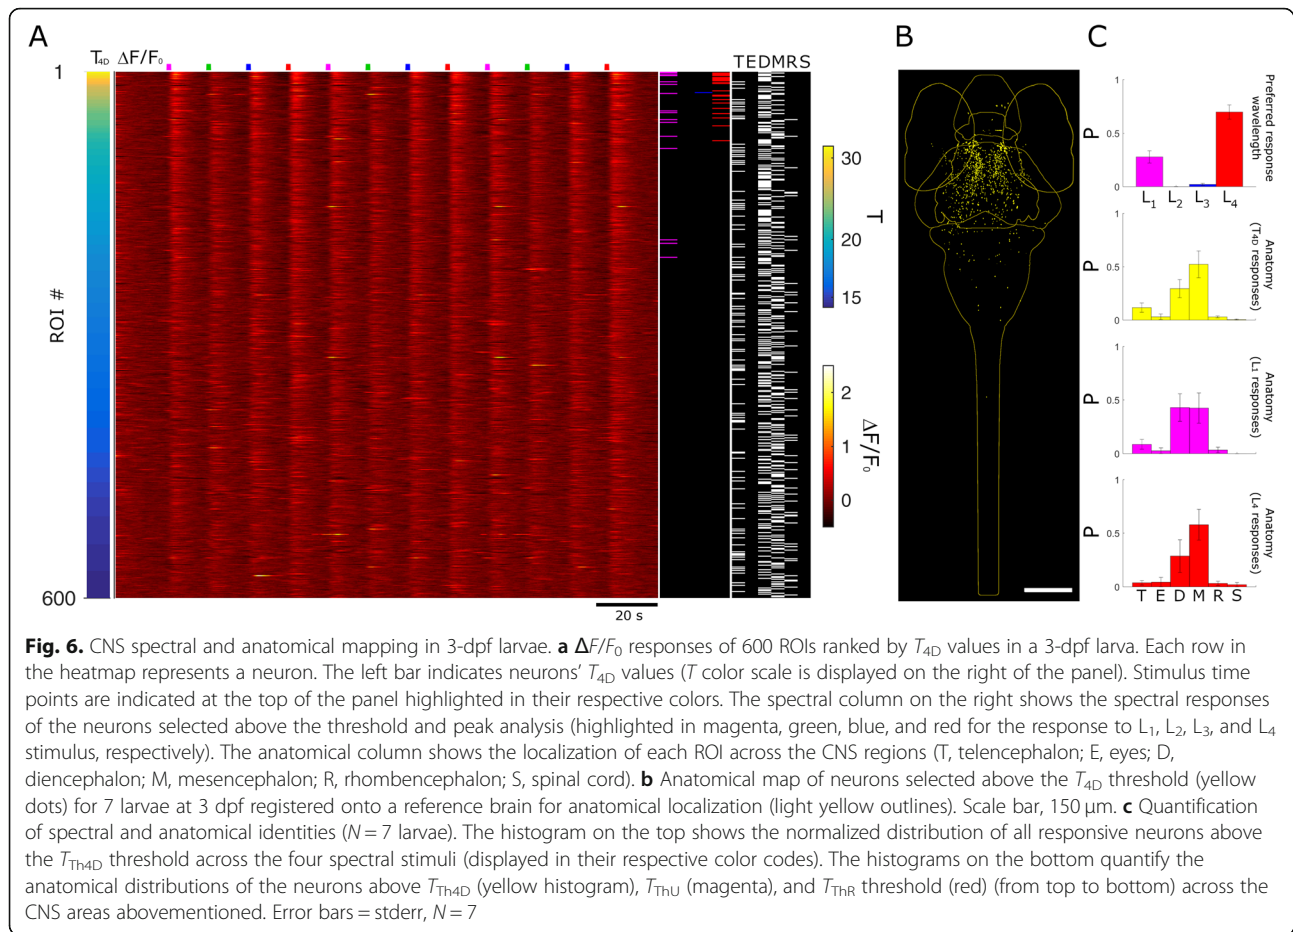 A
T4D ΔF/F0
TEDMRS
1
ROI #
600
20 s
30
20
15
T
2
1
0
ΔF/F0
B
C
1
0.5
0
P
L1 L2 L3 L4
Preferred response
wavelength
1
0.5
0
P
Anatomy
(T4D responses)
1
0.5
0
P
Anatomy
(L1 responses)
1
0.5
0
P
T E D M R S
Anatomy
(L4 responses)
Fig. 6. CNS spectral and anatomical mapping in 3-dpf larvae. a ΔF/F0 responses of 600 ROIs ranked by T4D values in a 3-dpf larva. Each row in
the heatmap represents a neuron. The left bar indicates neurons’ T4D values (T color scale is displayed on the right of the panel). Stimulus time
points are indicated at the top of the panel highlighted in their respective colors. The spectral column on the right shows the spectral responses
of the neurons selected above the threshold and peak analysis (highlighted in magenta, green, blue, and red for the response to L1, L2, L3, and L4
stimulus, respectively). The anatomical column shows the localization of each ROI across the CNS regions (T, telencephalon; E, eyes; D,
diencephalon; M, mesencephalon; R, rhombencephalon; S, spinal cord). b Anatomical map of neurons selected above the T4D threshold (yellow
dots) for 7 larvae at 3 dpf registered onto a reference brain for anatomical localization (light yellow outlines). Scale bar, 150 μm. c Quantification
of spectral and anatomical identities (N = 7 larvae). The histogram on the top shows the normalized distribution of all responsive neurons above
the TTh4D threshold across the four spectral stimuli (displayed in their respective color codes). The histograms on the bottom quantify the
anatomical distributions of the neurons above TTh4D (yellow histogram), TThU (magenta), and TThR threshold (red) (from top to bottom) across the
CNS areas abovementioned. Error bars = stderr, N = 7